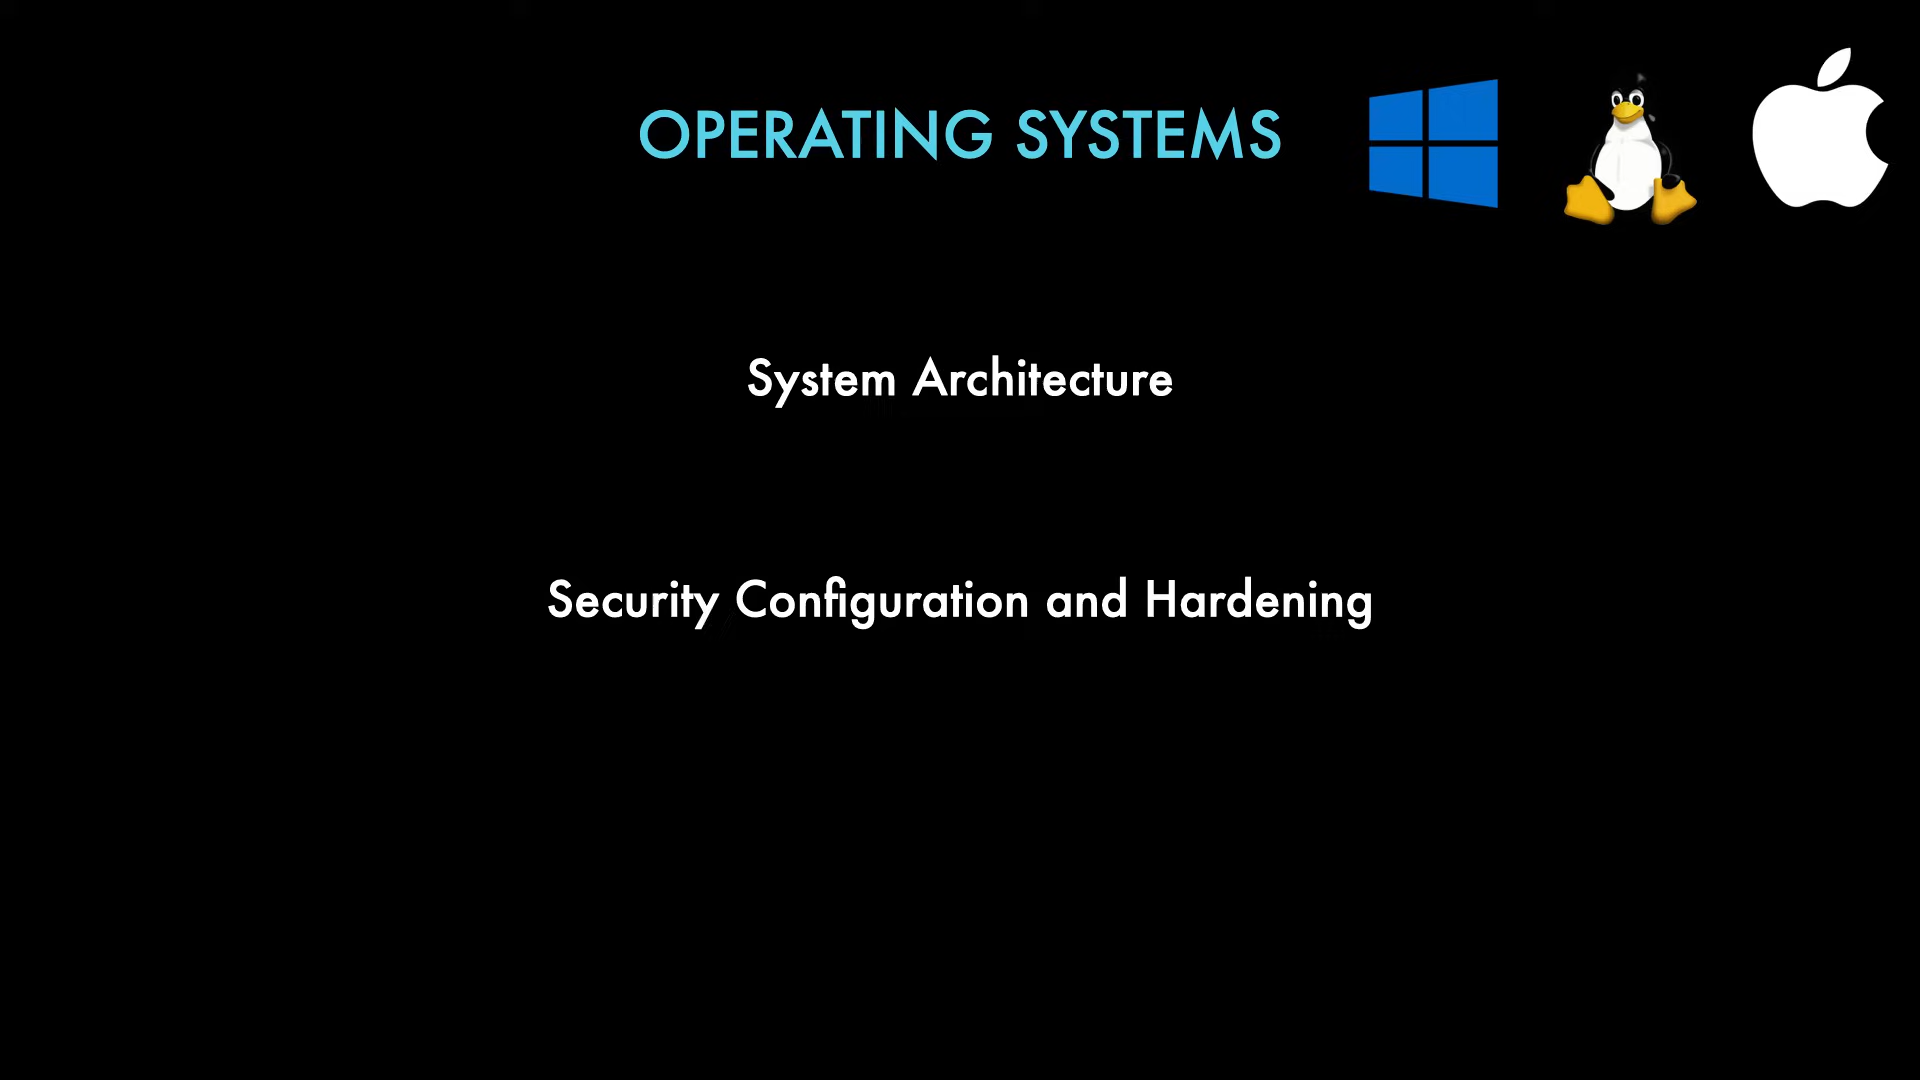 OPERATING SYSTEMS
System Architecture
Security Configuration and Hardening